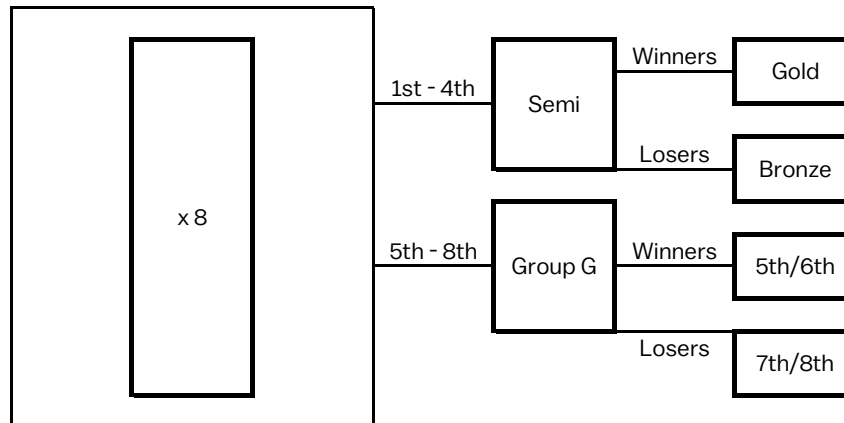 x 8
1st - 4th
5th - 8th
Semi
Group G
Winners
Losers
Winners
Losers
Gold
Bronze
5th/6th
7th/8th